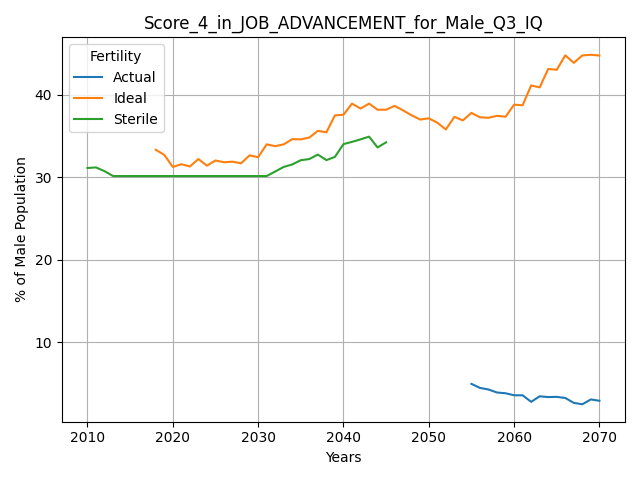 Score_4_in_JOB_ADVANCEMENT_for_Male_Q3_IQ
Fertility
Actual
Ideal
Sterile
% of Male Population
40
30
20
10
2010 2020 2030 2040 2050 2060 2070
Years